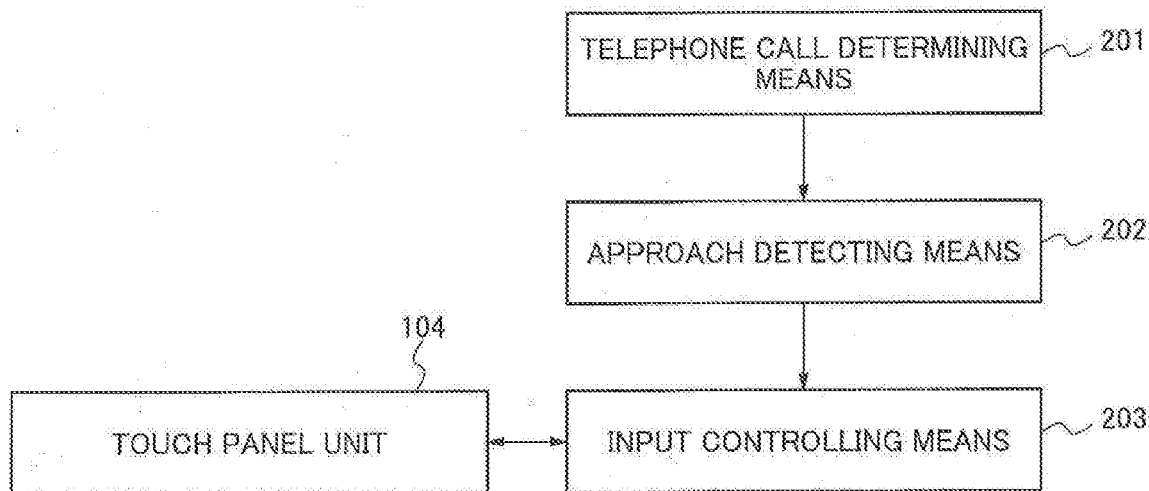 TELEPHONE CALL DETERMINING
MEANS
201
APPROACH DETECTING MEANS
202
104
TOUCH PANEL UNIT
INPUT CONTROLLING MEANS
203